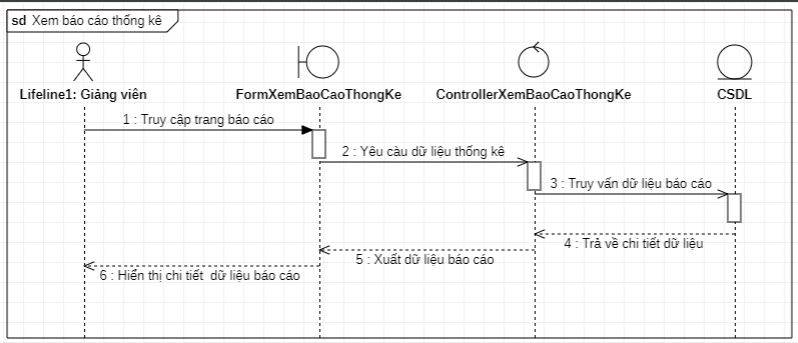 sd Xem báo cáo thống kê
Lifeline1: Giảng viên
FormXemBaoCaoThongKe
ControllerXemBaoCaoThongKe
CSDL
1 : Truy cập trang báo cáo
2 : Yêu cầu dữ liệu thống kê
3 : Truy vấn dữ liệu báo cáo
4 : Trả về chi tiết dữ liệu
5 : Xuất dữ liệu báo cáo
6 : Hiển thị chi tiết dữ liệu báo cáo